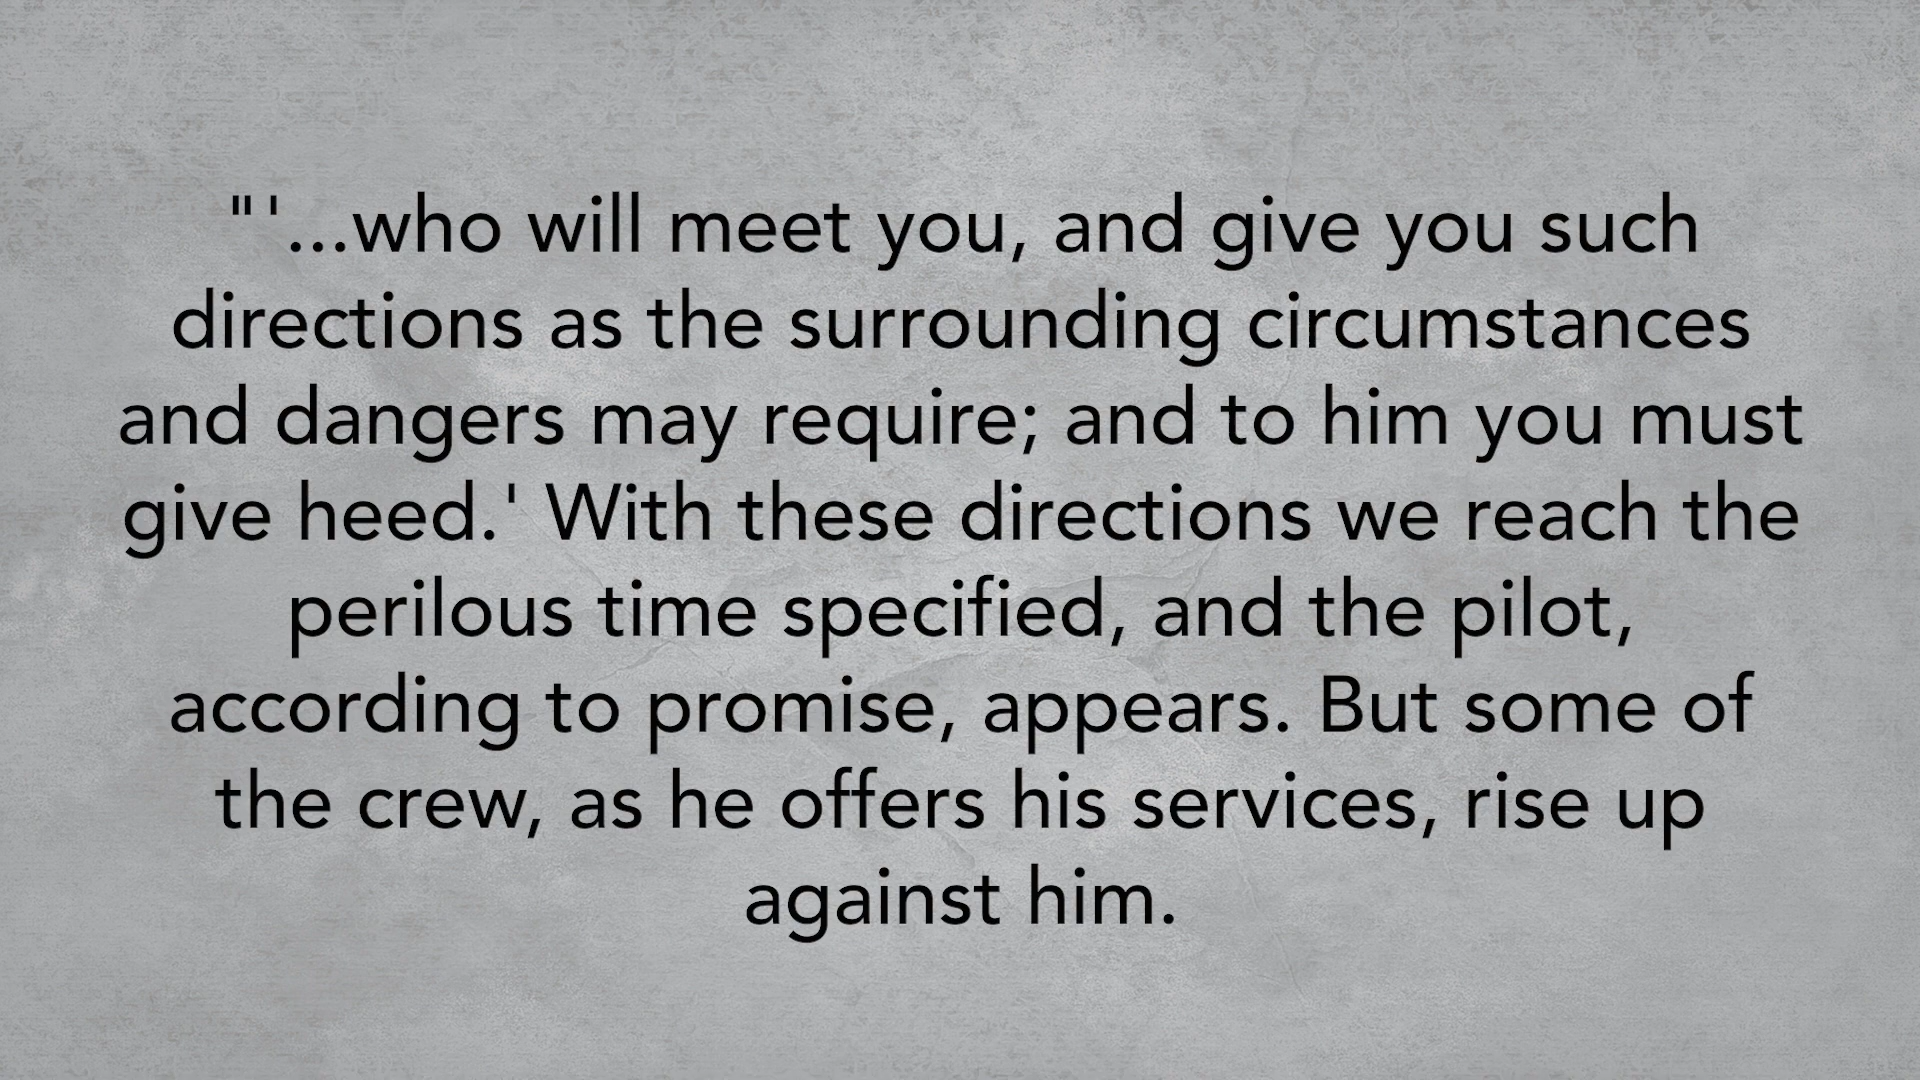 "'...who will meet you, and give you such
directions as the surrounding circumstances
and dangers may require; and to him you must
give heed.' With these directions we reach the
perilous time specified, and the pilot,
according to promise, appears. But some of
the crew, as he offers his services, rise up
against him.